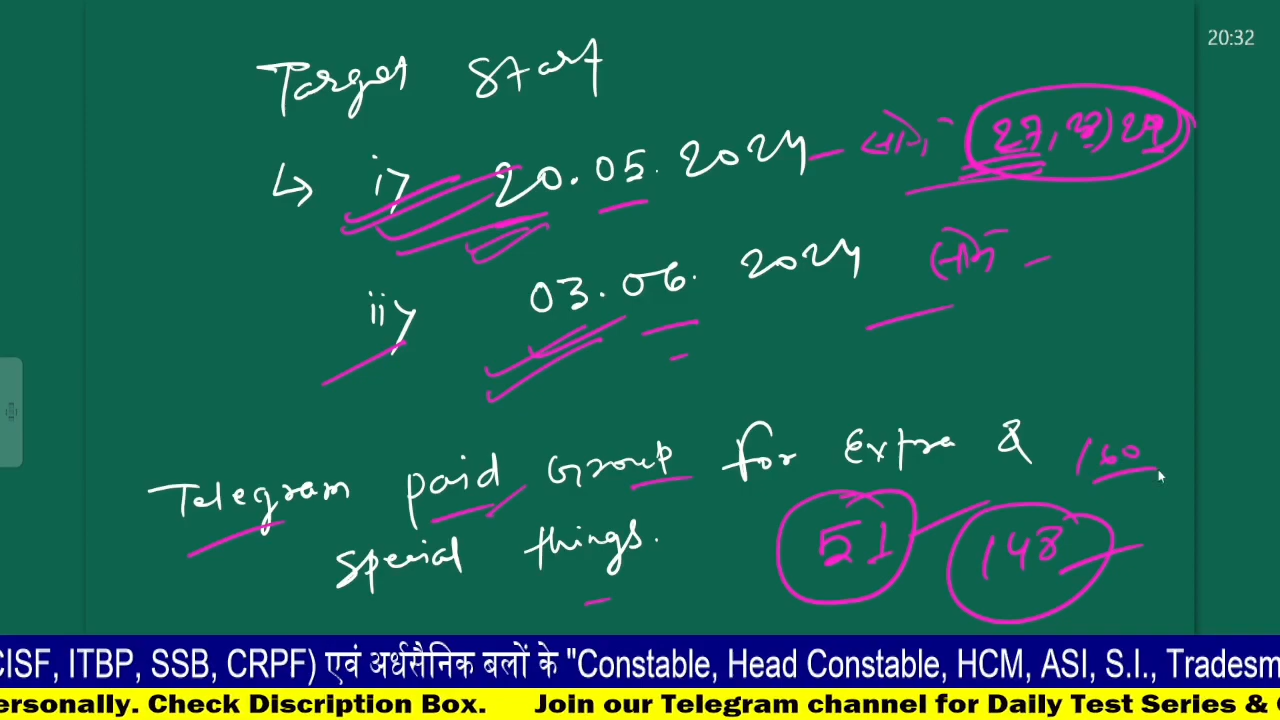 20:32
Target Start
↳ i> 20.05.2024 - 27, 28, 29
ii> 03.06.2024 -
Telegram paid Group for Extra & 160
special things. 51 148
CISF, ITBP, SSB, CRPF) एवं अर्धसैनिक बलों के "Constable, Head Constable, HCM, ASI, S.I., Tradesm
ersonally. Check Discription Box. Join our Telegram channel for Daily Test Series &